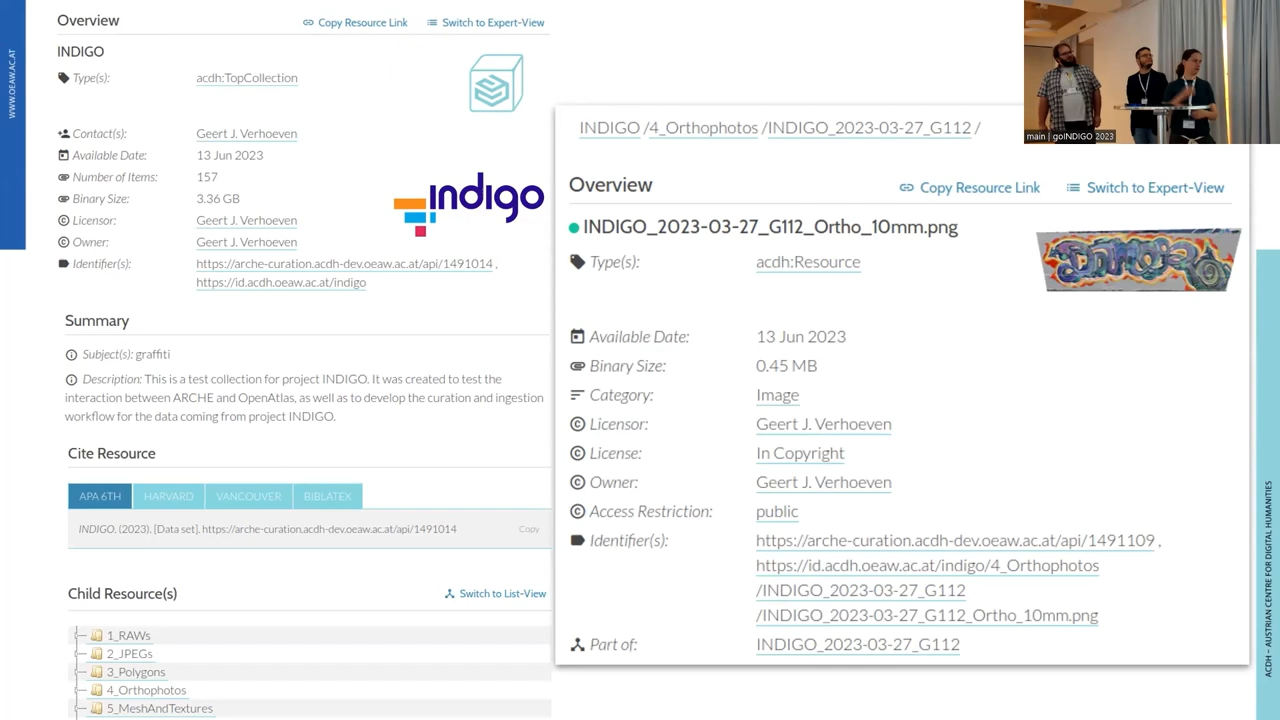 WWW.OEAW.AC.AT
Overview
Copy Resource Link
Switch to Expert-View
INDIGO
Type(s): acdh:TopCollection
Contact(s): Geert J. Verhoeven
Available Date: 13 Jun 2023
Number of Items: 157
Binary Size: 3.36 GB
Licensor: Geert J. Verhoeven
Owner: Geert J. Verhoeven
Identifier(s): https://arche-curation.acdh-dev.oeaw.ac.at/api/1491014 ,
https://id.acdh.oeaw.ac.at/indigo
indigo
Summary
Subject(s): graffiti
Description: This is a test collection for project INDIGO. It was created to test the
interaction between ARCHE and OpenAtlas, as well as to develop the curation and ingestion
workflow for the data coming from project INDIGO.
Cite Resource
APA 6TH HARVARD VANCOUVER BIBLATEX
INDIGO. (2023). [Data set]. https://arche-curation.acdh-dev.oeaw.ac.at/api/1491014 Copy
Child Resource(s)
Switch to List-View
1_RAWs
2_JPEGs
3_Polygons
4_Orthophotos
5_MeshAndTextures
INDIGO /4_Orthophotos /INDIGO_2023-03-27_G112 /
Overview
Copy Resource Link
Switch to Expert-View
INDIGO_2023-03-27_G112_Ortho_10mm.png
Type(s): acdh:Resource
Available Date: 13 Jun 2023
Binary Size: 0.45 MB
Category: Image
Licensor: Geert J. Verhoeven
License: In Copyright
Owner: Geert J. Verhoeven
Access Restriction: public
Identifier(s): https://arche-curation.acdh-dev.oeaw.ac.at/api/1491109 ,
https://id.acdh.oeaw.ac.at/indigo/4_Orthophotos
/INDIGO_2023-03-27_G112
/INDIGO_2023-03-27_G112_Ortho_10mm.png
Part of: INDIGO_2023-03-27_G112
main | goINDIGO 2023
ACDH – AUSTRIAN CENTRE FOR DIGITAL HUMANITIES